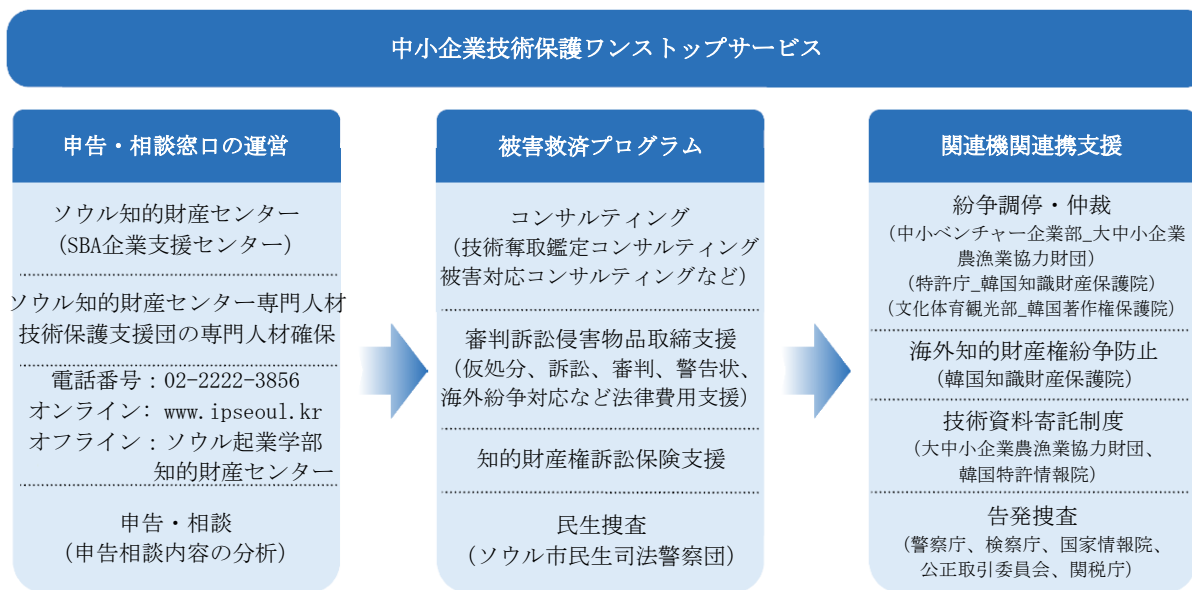 中小企業技術保護ワンストップサービス
申告・相談窓口の運営
ソウル知的財産センター
(SBA企業支援センター)
ソウル知的財産センター専門人材
技術保護支援団の専門人材確保
電話番号：02-2222-3856
オンライン：www.ipseoul.kr
オフライン：ソウル起業学部
知的財産センター
申告・相談
(申告相談内容の分析)
被害救済プログラム
コンサルティング
(技術奪取鑑定コンサルティング
被害対応コンサルティングなど)
審判訴訟侵害物品取締支援
(仮処分、訴訟、審判、警告状、
海外紛争対応など法律費用支援)
知的財産権訴訟保険支援
民生捜査
(ソウル市民生司法警察団)
関連機関連携支援
紛争調停・仲裁
(中小ベンチャー企業部_大中小企業
農漁業協力財団)
(特許庁_韓国知識財産保護院)
(文化体育観光部_韓国著作権保護院)
海外知的財産権紛争防止
(韓国知識財産保護院)
技術資料寄託制度
(大中小企業農漁業協力財団、
韓国特許情報院)
告発捜査
(警察庁、検察庁、国家情報院、
公正取引委員会、関税庁)